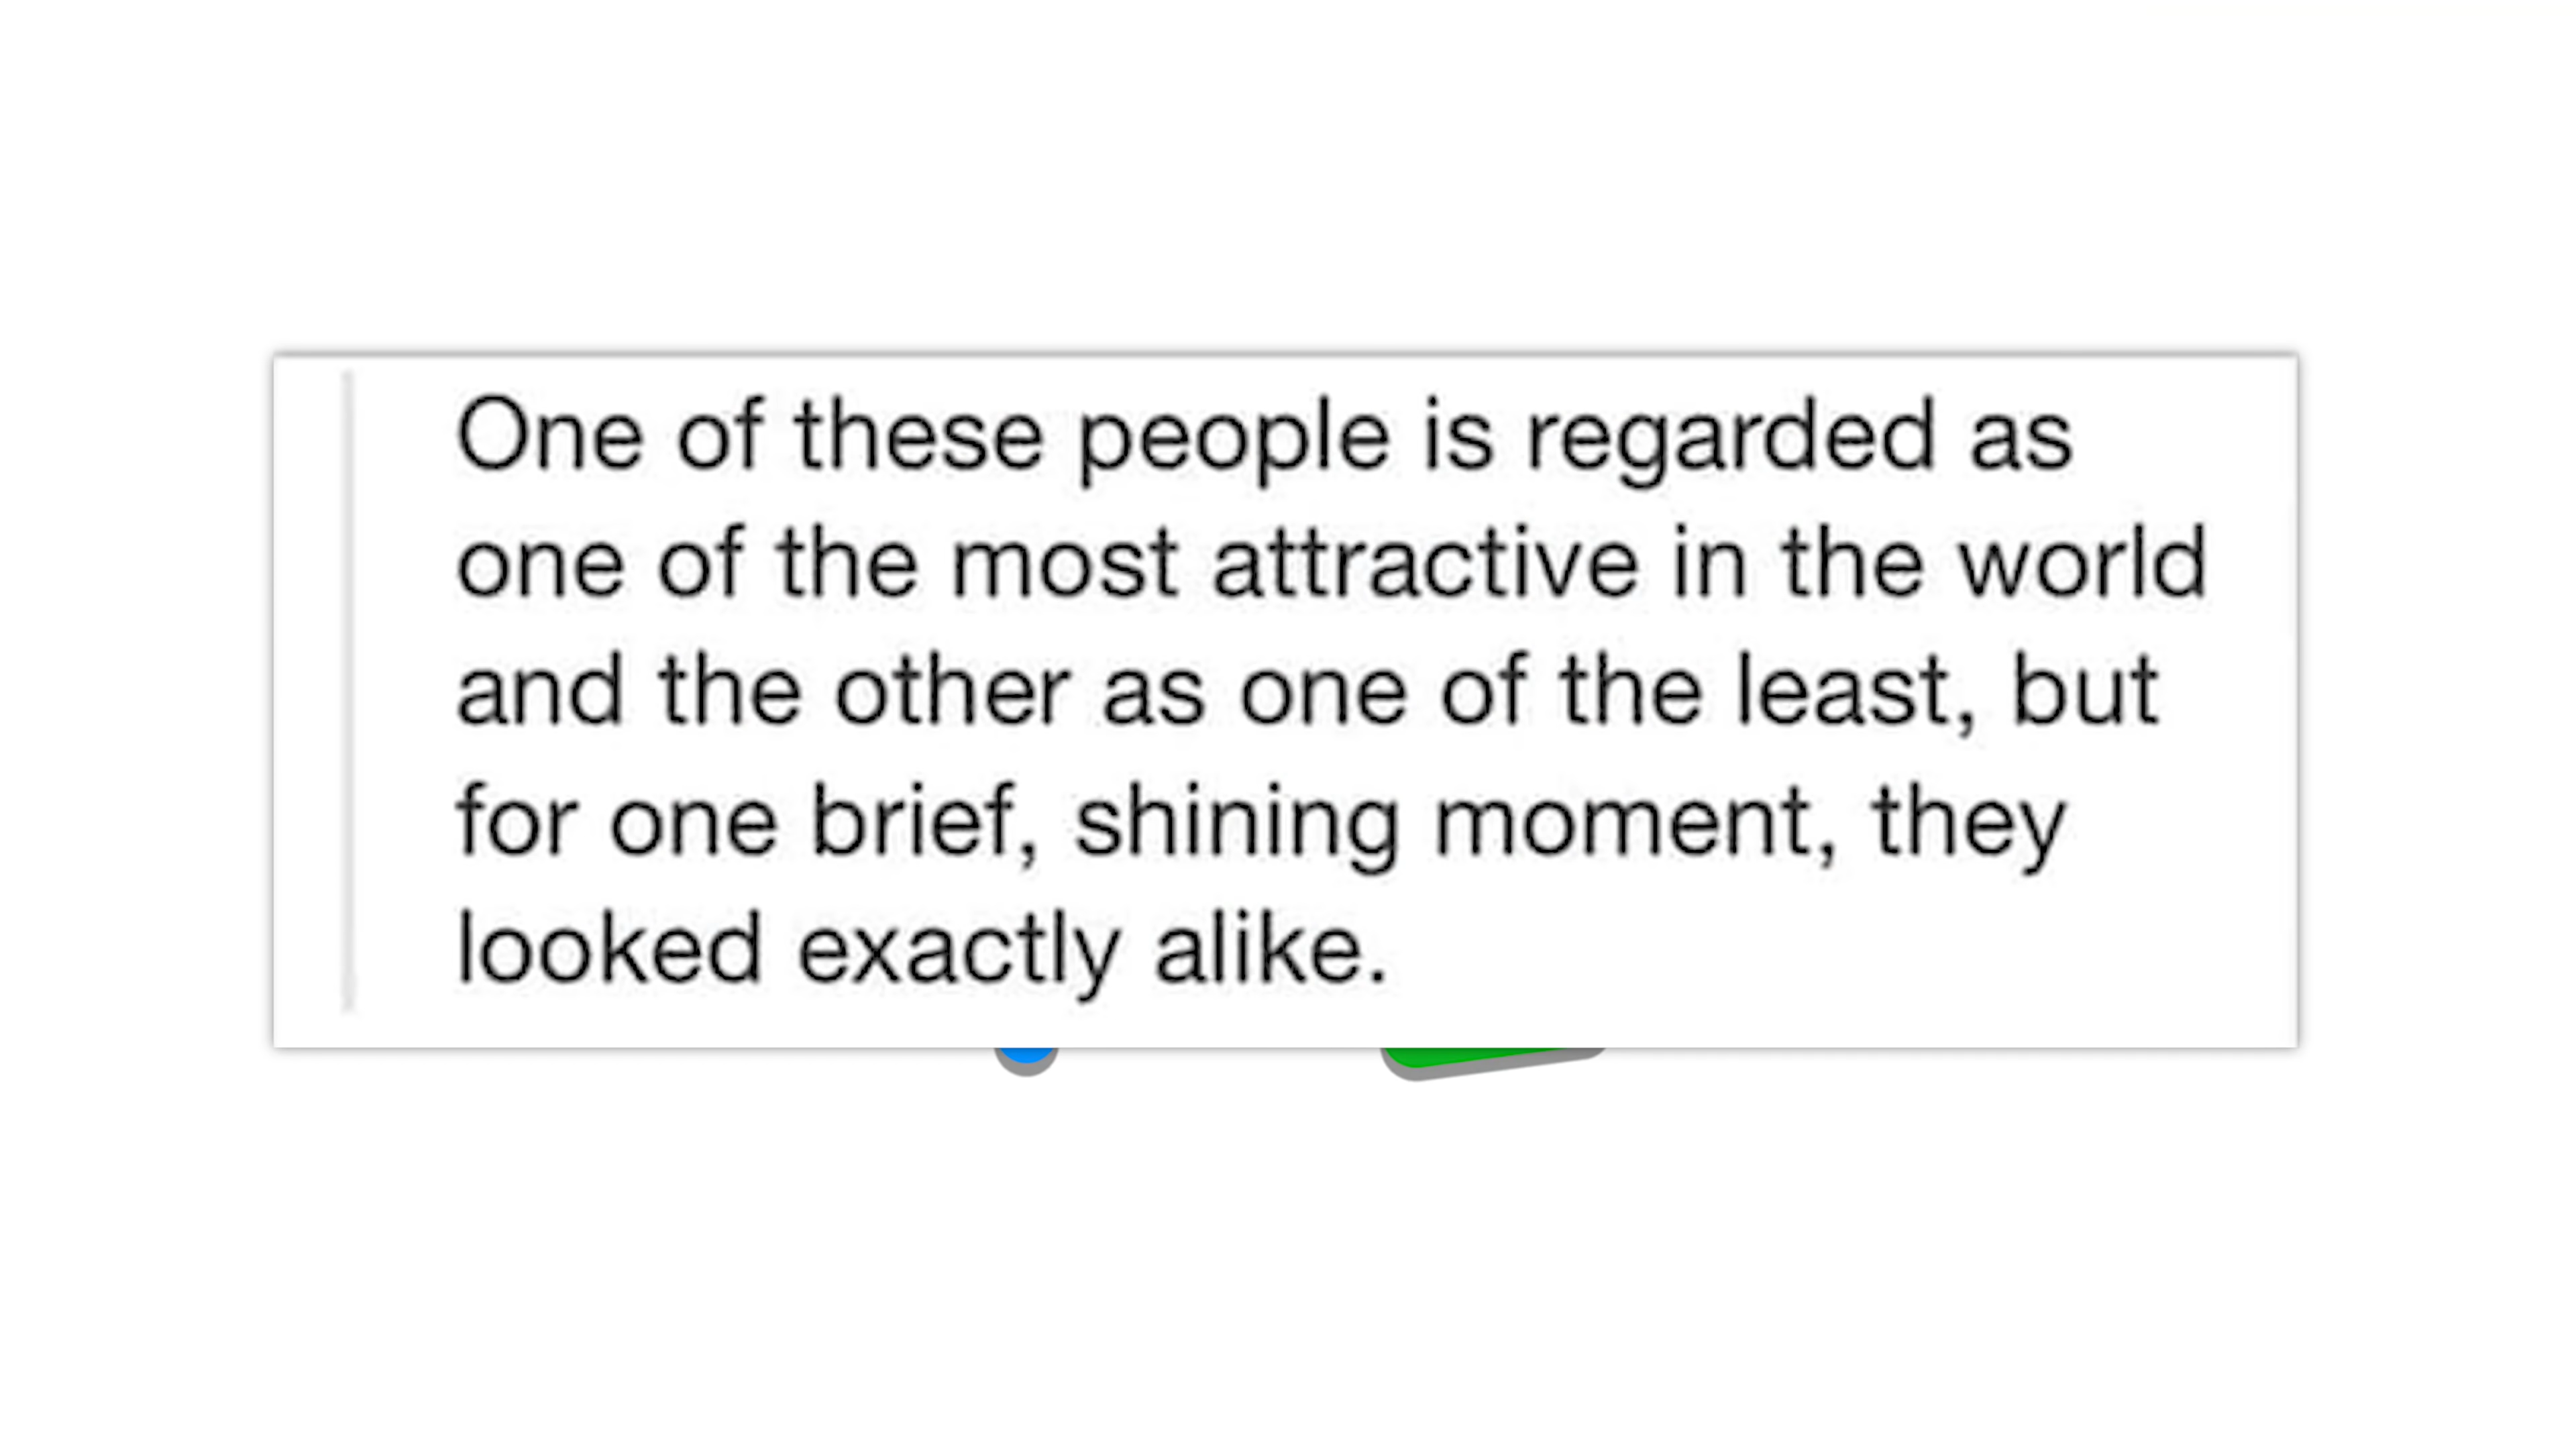 One of these people is regarded as
one of the most attractive in the world
and the other as one of the least, but
for one brief, shining moment, they
looked exactly alike.